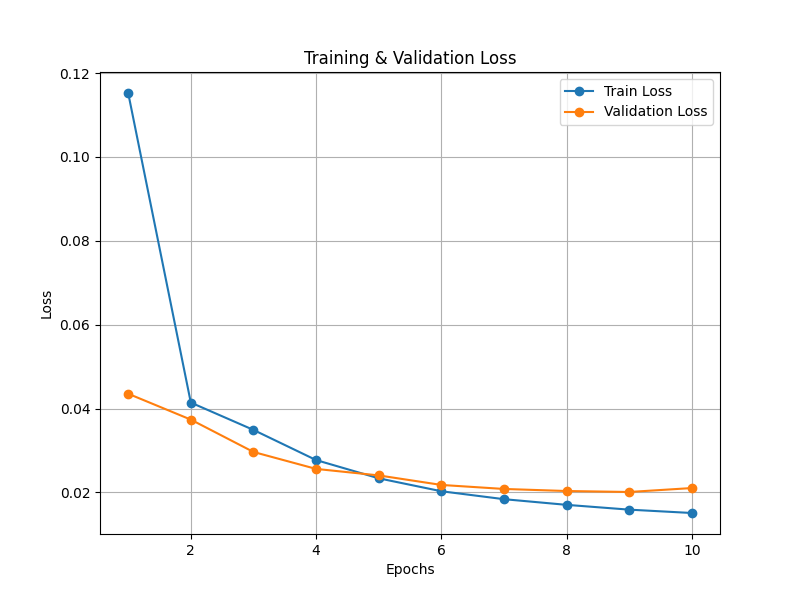 Training & Validation Loss
Train Loss
Validation Loss
0.12
0.10
0.08
0.06
0.04
0.02
Loss
2
4
6
8
10
Epochs